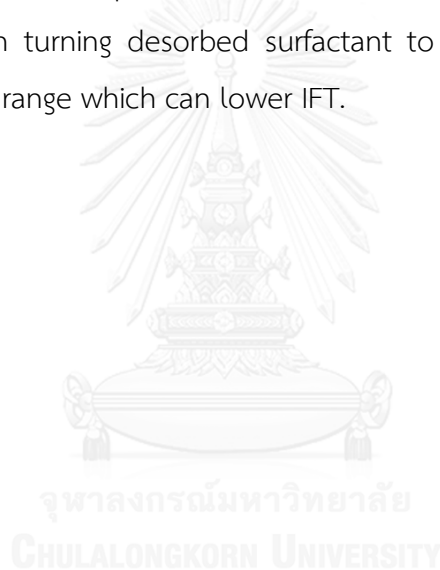 n turning desorbed surfactant to
range which can lower IFT.
จุฬาลงกรณ์มหาวิทยาลัย
CHULALONGKORN UNIVERSITY